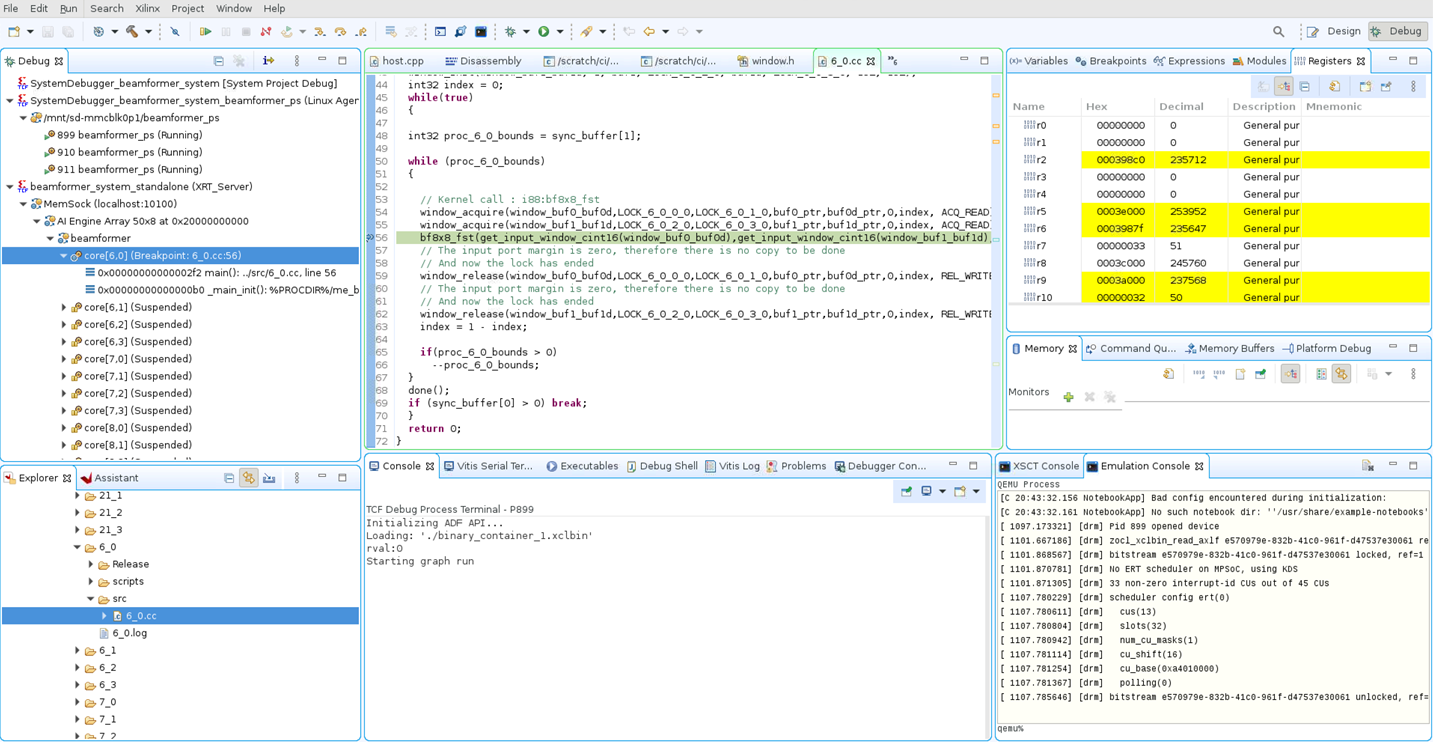 File Edit Run Search Xilinx Project Window Help
Design Debug
Debug
SystemDebugger_beamformer_system [System Project Debug]
SystemDebugger_beamformer_system_beamformer_ps (Linux Agen
/mnt/sd-mmcblk0p1/beamformer_ps
899 beamformer_ps (Running)
910 beamformer_ps (Running)
911 beamformer_ps (Running)
beamformer_system_standalone (XRT_Server)
MemSock (localhost:10100)
AI Engine Array 50x8 at 0x20000000000
beamformer
core[6,0] (Breakpoint: 6_0.cc:56)
0x00000000000002f2 main(): ../src/6_0.cc, line 56
0x00000000000000b0 _main_init(): %PROCDIR%/me_b
core[6,1] (Suspended)
core[6,2] (Suspended)
core[6,3] (Suspended)
core[7,0] (Suspended)
core[7,1] (Suspended)
core[7,2] (Suspended)
core[7,3] (Suspended)
core[8,0] (Suspended)
core[8,1] (Suspended)
host.cpp Disassembly /scratch/ci/... /scratch/ci/... window.h 6_0.cc »6
44 int32 index = 0;
45 while(true)
46 {
47
48 int32 proc_6_0_bounds = sync_buffer[1];
49
50 while (proc_6_0_bounds)
51 {
52
53 // Kernel call : i88:bf8x8_fst
54 window_acquire(window_buf0_buf0d,LOCK_6_0_0_0,LOCK_6_0_1_0,buf0_ptr,buf0d_ptr,0,index, ACQ_READ
55 window_acquire(window_buf1_buf1d,LOCK_6_0_2_0,LOCK_6_0_3_0,buf1_ptr,buf1d_ptr,0,index, ACQ_READ
56 bf8x8_fst(get_input_window_cint16(window_buf0_buf0d),get_input_window_cint16(window_buf1_buf1d)
57 // The input port margin is zero, therefore there is no copy to be done
58 // And now the lock has ended
59 window_release(window_buf0_buf0d,LOCK_6_0_0_0,LOCK_6_0_1_0,buf0_ptr,buf0d_ptr,0,index, REL_WRIT
60 // The input port margin is zero, therefore there is no copy to be done
61 // And now the lock has ended
62 window_release(window_buf1_buf1d,LOCK_6_0_2_0,LOCK_6_0_3_0,buf1_ptr,buf1d_ptr,0,index, REL_WRIT
63 index = 1 - index;
64
65 if(proc_6_0_bounds > 0)
66 --proc_6_0_bounds;
67 }
68 done();
69 if (sync_buffer[0] > 0) break;
70 }
71 return 0;
72 }
Variables Breakpoints Expressions Modules Registers
Name Hex Decimal Description Mnemonic
r0 00000000 0 General pur
r1 00000000 0 General pur
r2 000398c0 235712 General pur
r3 00000000 0 General pur
r4 00000000 0 General pur
r5 0003e000 253952 General pur
r6 0003987f 235647 General pur
r7 00000033 51 General pur
r8 0003c000 245760 General pur
r9 0003a000 237568 General pur
r10 00000032 50 General pur
Memory Command Qu... Memory Buffers Platform Debug
Monitors
Explorer Assistant
21_1
21_2
21_3
6_0
Release
scripts
src
6_0.cc
6_0.log
6_1
6_2
6_3
7_0
7_1
7_2
Console Vitis Serial Ter... Executables Debug Shell Vitis Log Problems Debugger Con...
TCF Debug Process Terminal - P899
Initializing ADF API...
Loading: './binary_container_1.xclbin'
rval:0
Starting graph run
XSCT Console Emulation Console
QEMU Process
[C 20:43:32.156 NotebookApp] Bad config encountered during initialization:
[C 20:43:32.161 NotebookApp] No such notebook dir: ''/usr/share/example-notebooks'
[ 1097.173321] [drm] Pid 899 opened device
[ 1101.667186] [drm] zocl_xclbin_read_axlf e570979e-832b-41c0-961f-d47537e30061 re
[ 1101.868567] [drm] bitstream e570979e-832b-41c0-961f-d47537e30061 locked, ref=1
[ 1101.870781] [drm] No ERT scheduler on MPSoC, using KDS
[ 1101.871305] [drm] 33 non-zero interrupt-id CUs out of 45 CUs
[ 1107.780229] [drm] scheduler config ert(0)
[ 1107.780611] [drm] cus(13)
[ 1107.780804] [drm] slots(32)
[ 1107.780942] [drm] num_cu_masks(1)
[ 1107.781114] [drm] cu_shift(16)
[ 1107.781254] [drm] cu_base(0xa4010000)
[ 1107.781367] [drm] polling(0)
[ 1107.785646] [drm] bitstream e570979e-832b-41c0-961f-d47537e30061 unlocked, ref=
qemu%